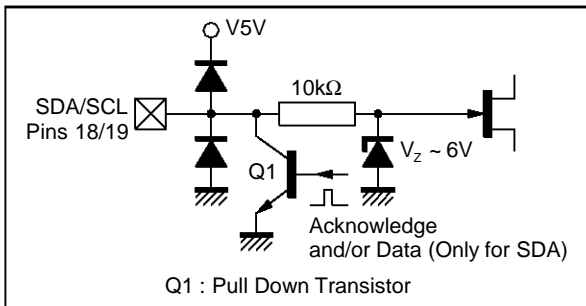 V5V
10kΩ
SDA/SCL
Pins 18/19
VZ ~ 6V
Q1
Acknowledge
and/or Data (Only for SDA)
Q1 : Pull Down Transistor